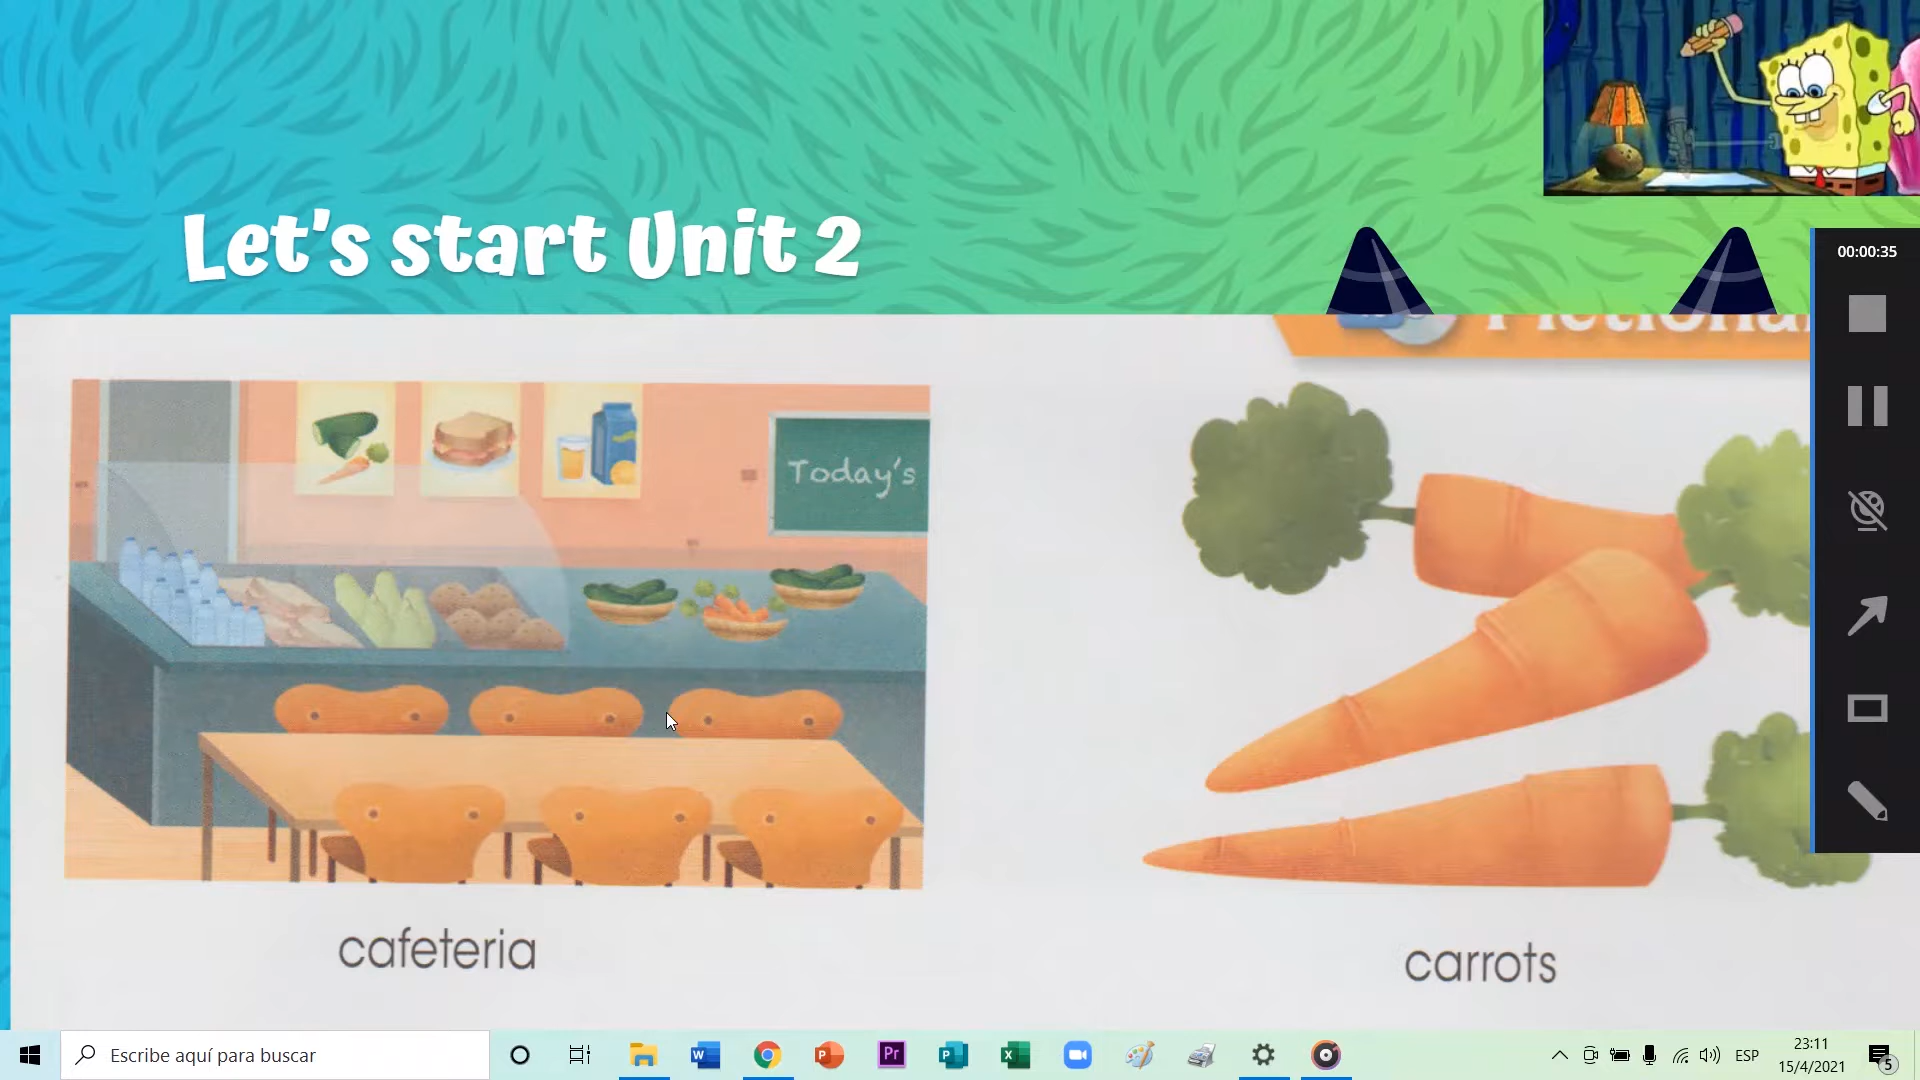 Let's start Unit 2
00:00:35
Today's
cafeteria
carrots
Escribe aquí para buscar
W
P
Pr
P
X
ESP
23:11
15/4/2021
5